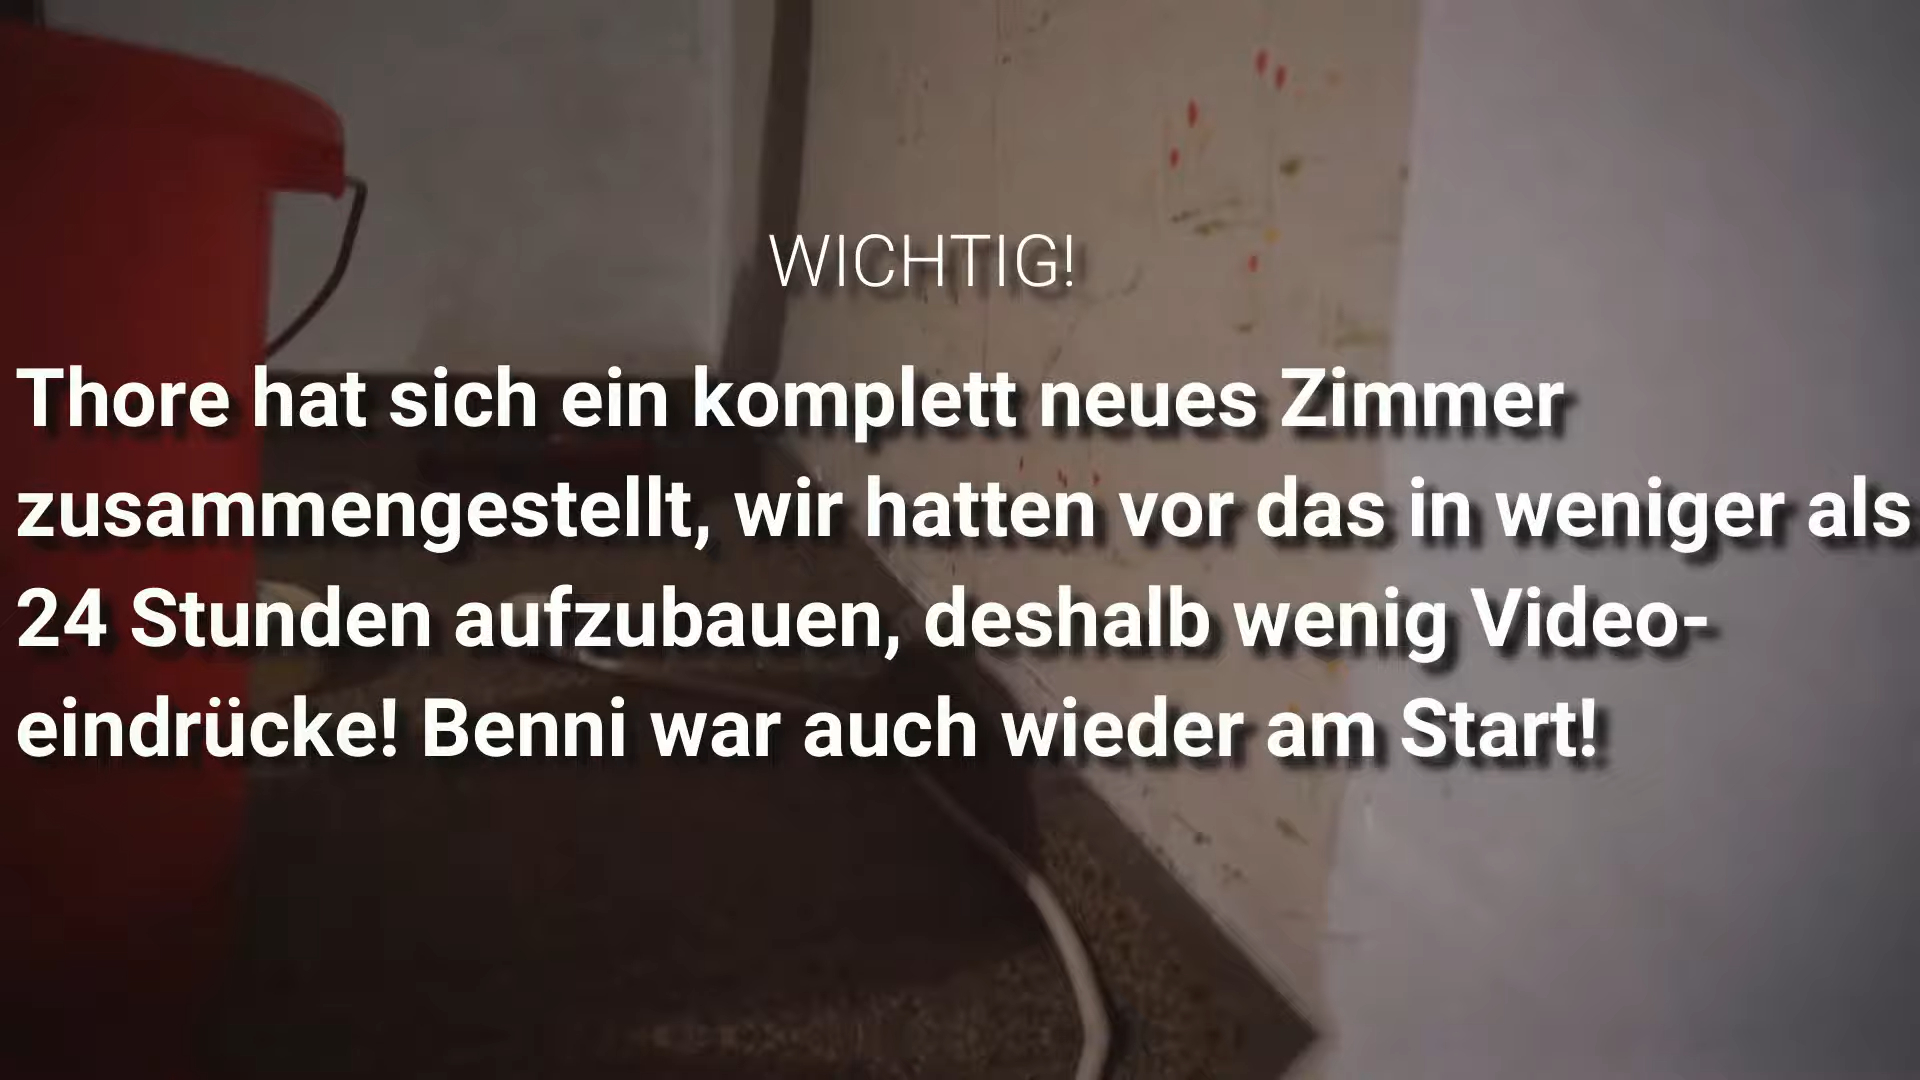 WICHTIG!
Thore hat sich ein komplett neues Zimmer
zusammengestellt, wir hatten vor das in weniger als
24 Stunden aufzubauen, deshalb wenig Video-
eindrücke! Benni war auch wieder am Start!